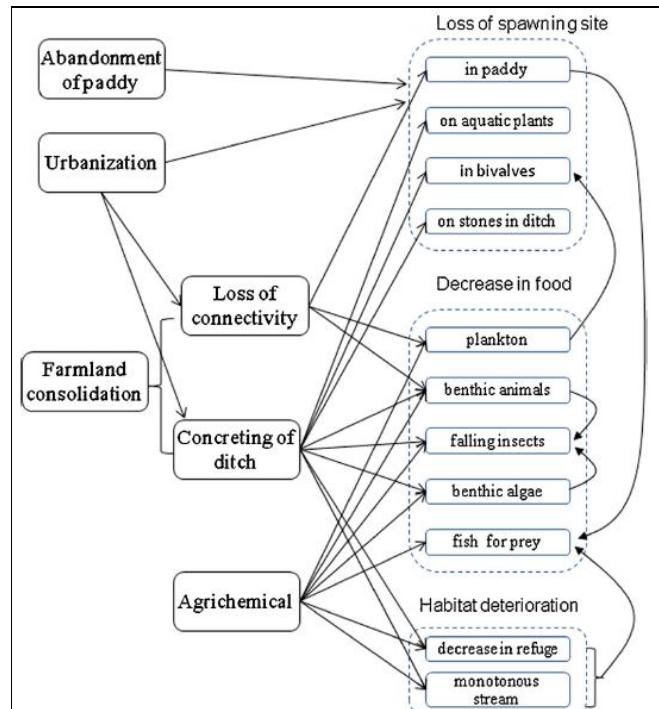 Loss of spawning site
Abandonment
of paddy
in paddy
on aquatic plants
Urbanization
in bivalves
on stones in ditch
Decrease in food
Loss of
connectivity
plankton
Farmland
consolidation
benthic animals
Concreting of
ditch
falling insects
benthic algae
fish for prey
Agrichemical
Habitat deterioration
decrease in refuge
monotonous
stream